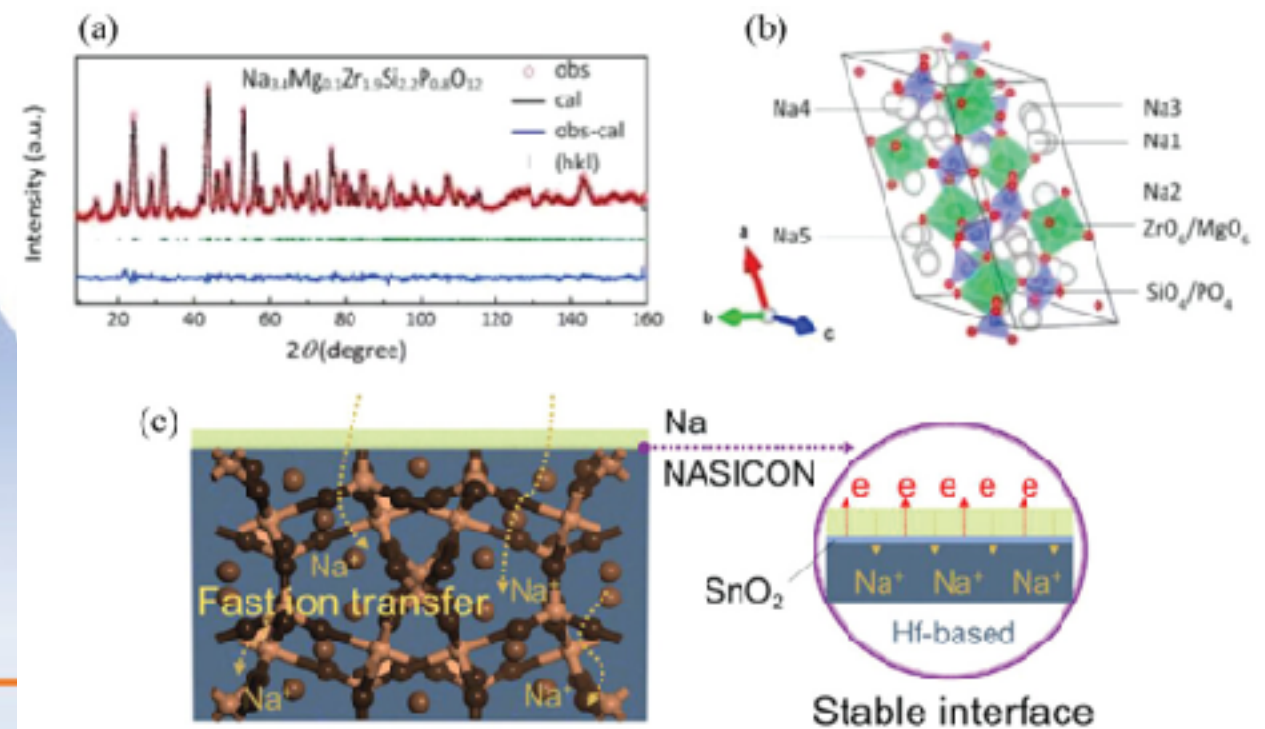 (a)
Na₃.₁Mg₀.₁Zr₁.₉Si₂.₂P₀.₈O₁₂
obs
cal
obs-cal
(hkl)
Intensity (a.u.)
20 40 60 80 100 120 140 160
2θ(degree)
(b)
Na4
Na3
Na1
Na2
ZrO₆/MgO₆
Na5
SiO₄/PO₄
a
b
c
(c)
Na
NASICON
Na⁺
Na⁺
Fast ion transfer
Na⁺
Na⁺
e e e e e
SnO₂
Na⁺ Na⁺ Na⁺
Hf-based
Stable interface